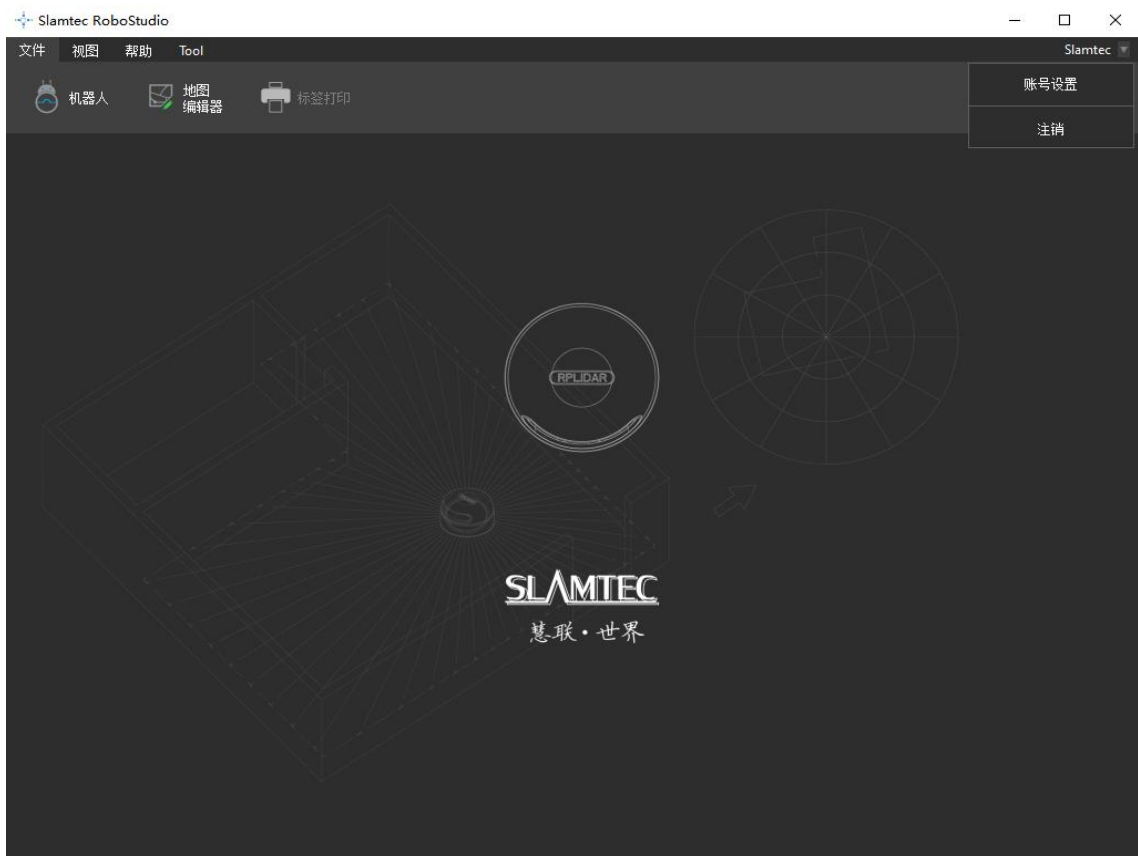 Slamtec RoboStudio
文件 视图 帮助 Tool Slamtec
机器人 地图 编辑器 标签打印
账号设置
注销
RPLIDAR
SLAMTEC
慧联·世界